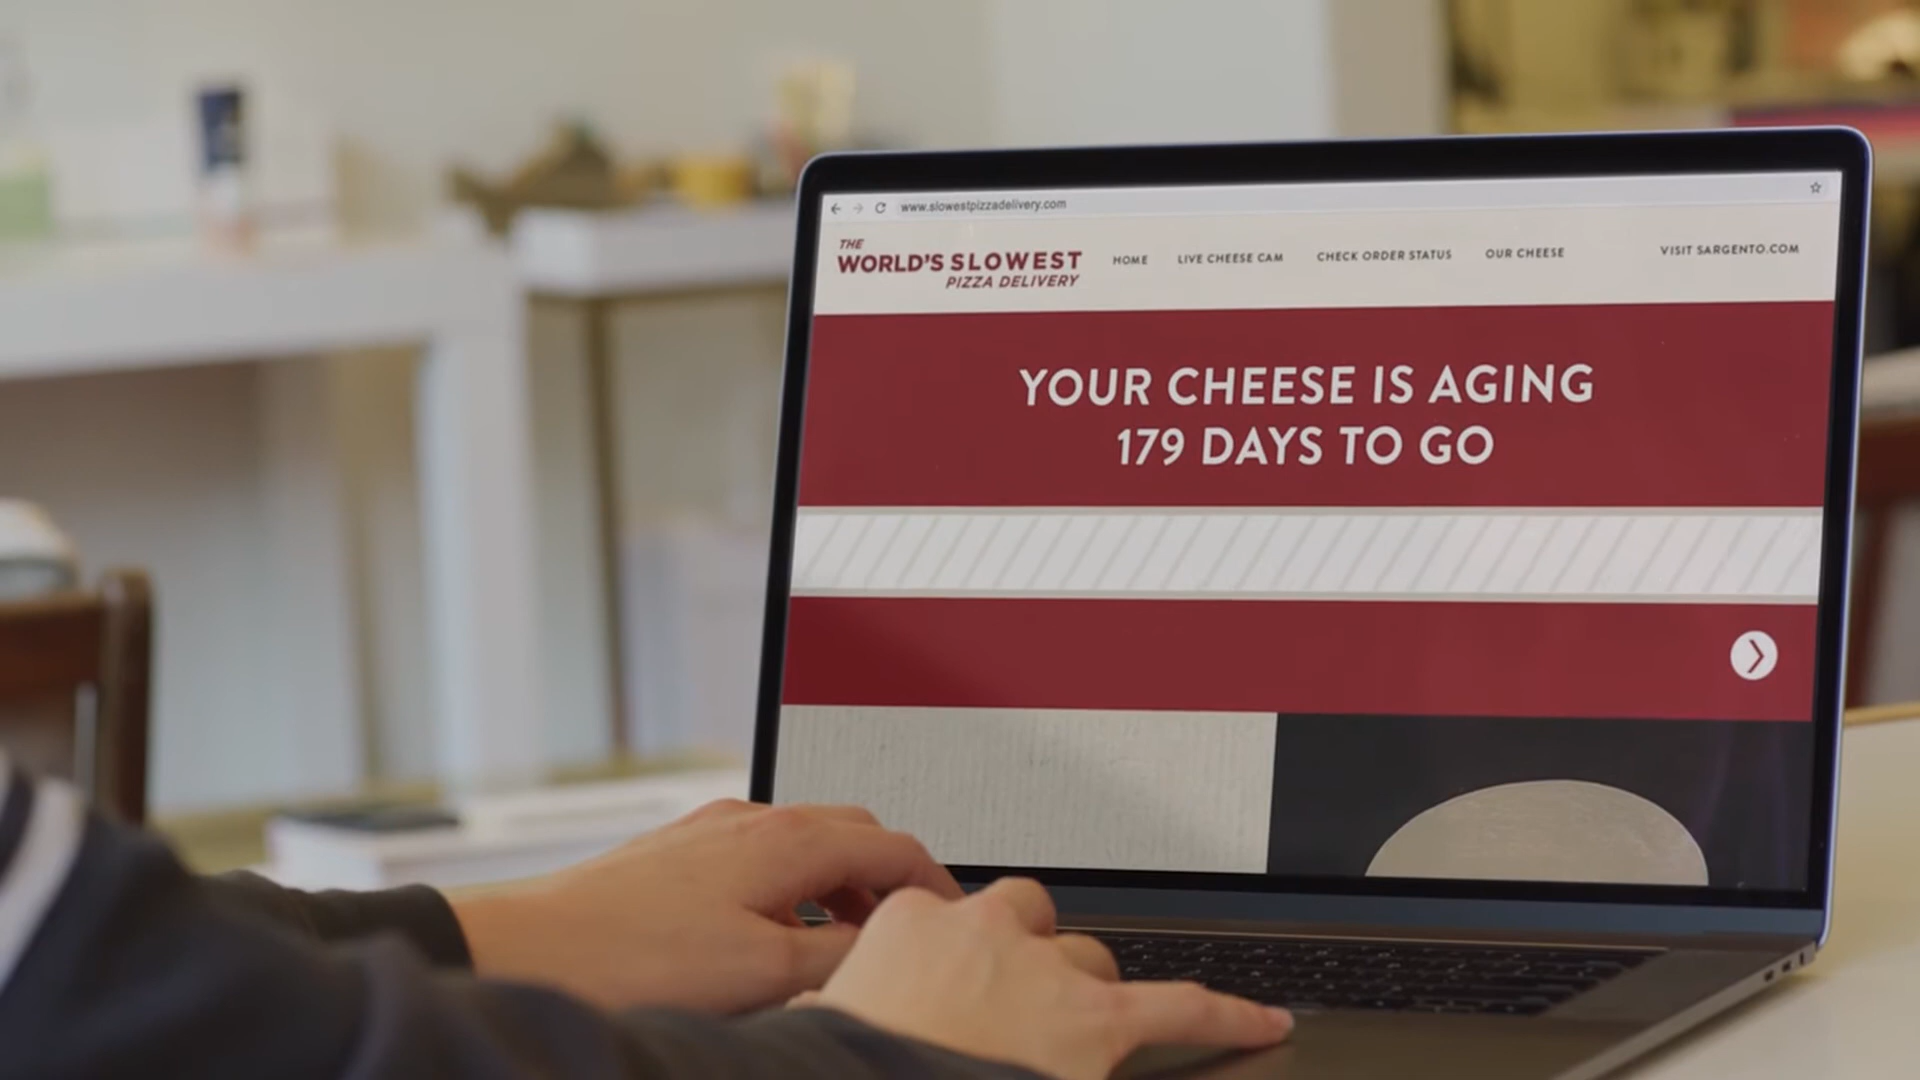 www.slowestpizzadelivery.com
THE
WORLD'S SLOWEST
PIZZA DELIVERY
HOME LIVE CHEESE CAM CHECK ORDER STATUS OUR CHEESE VISIT SARGENTO.COM
YOUR CHEESE IS AGING
179 DAYS TO GO